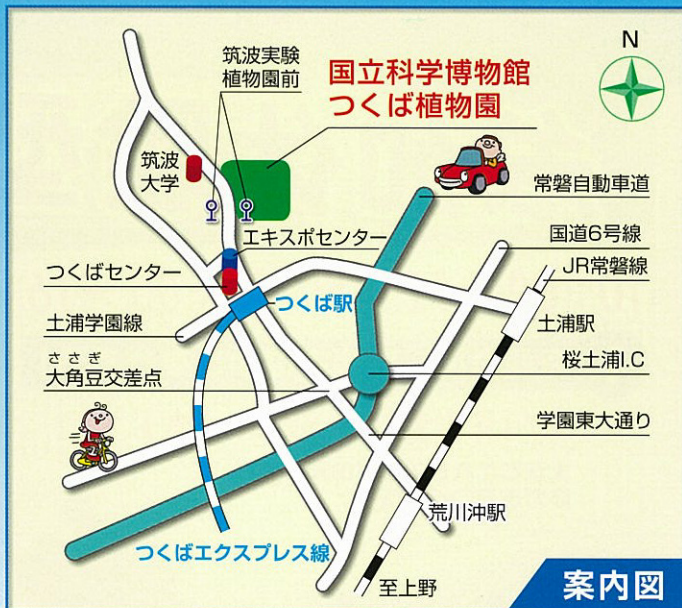 筑波実験
植物園前
国立科学博物館
つくば植物園
N
筑波
大学
常磐自動車道
エキスポセンター
国道6号線
JR常磐線
つくばセンター
つくば駅
土浦学園線
土浦駅
ささぎ
大角豆交差点
桜土浦I.C
学園東大通り
荒川沖駅
つくばエクスプレス線
至上野
案内図